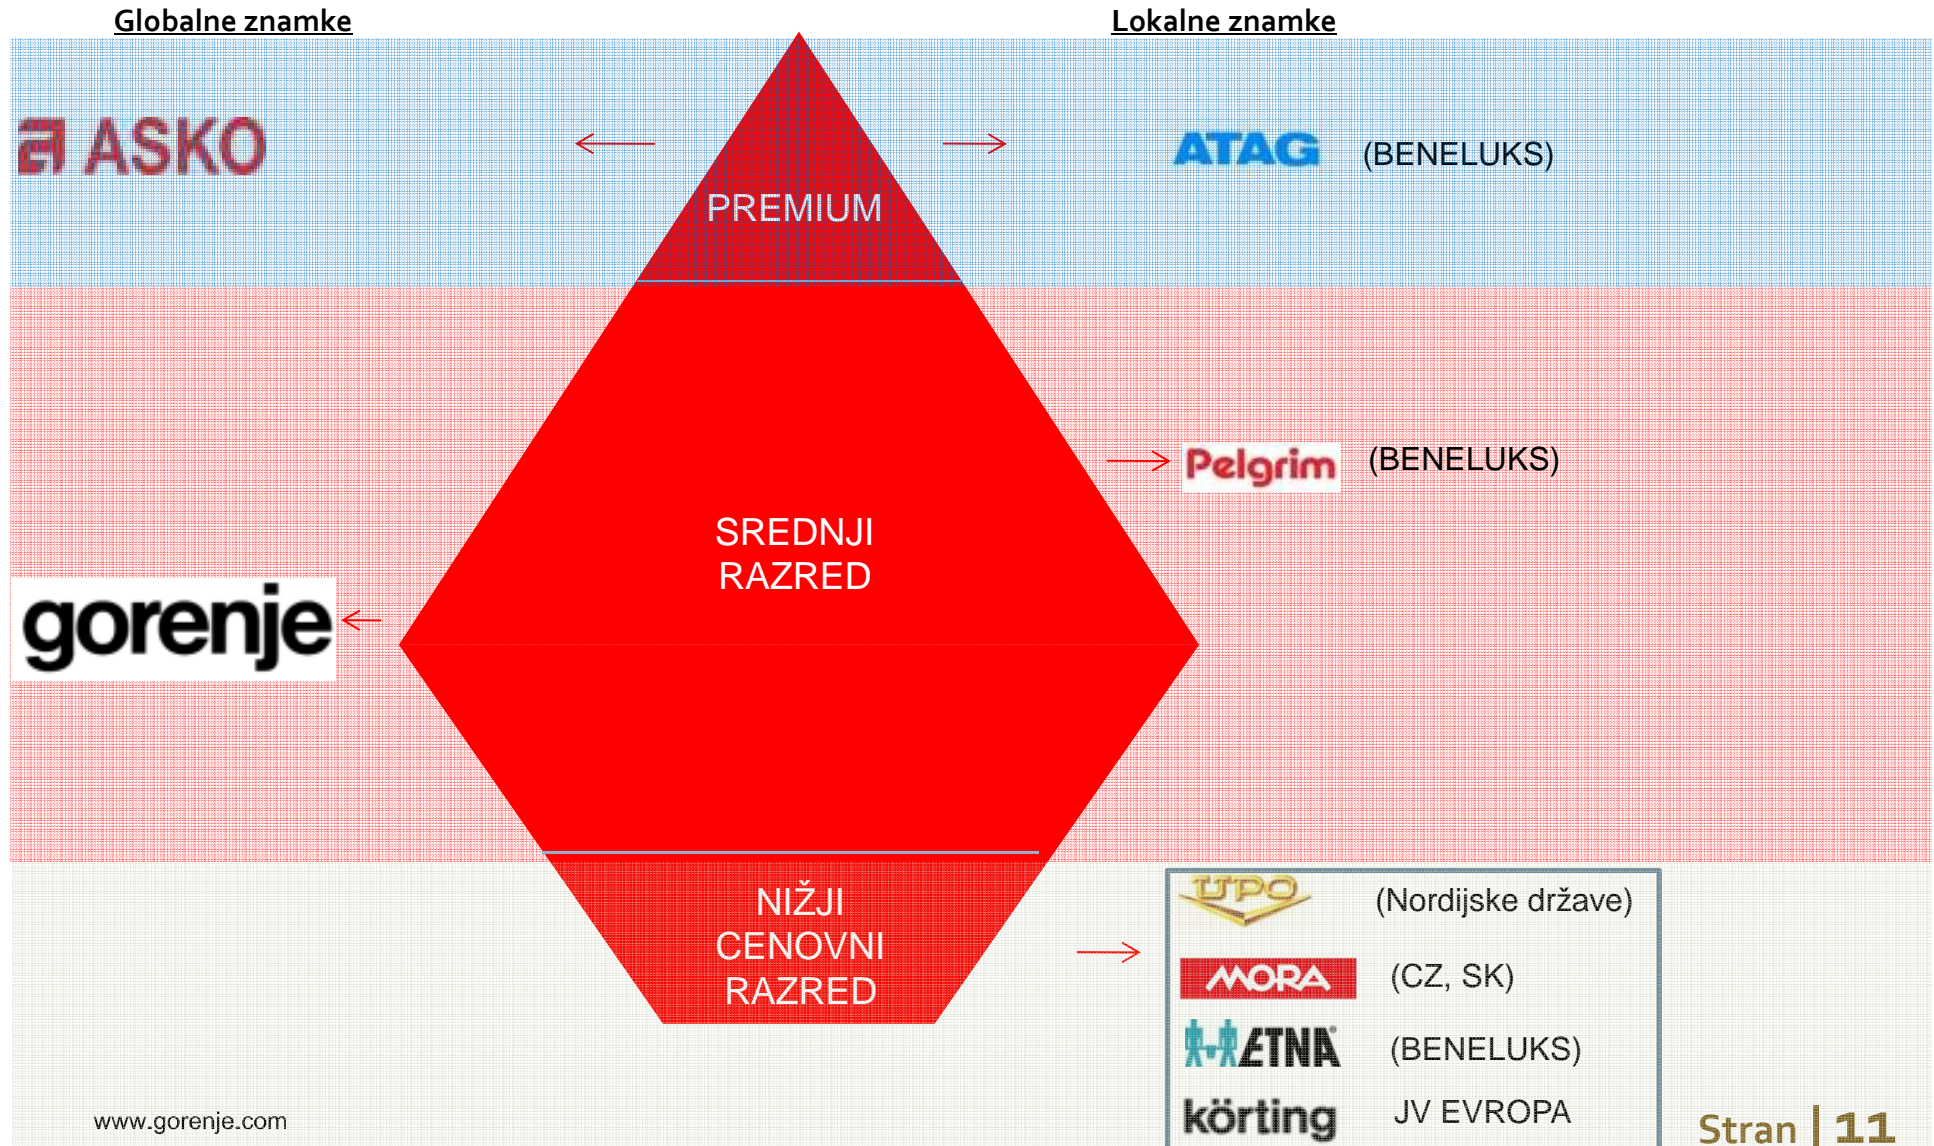 Globalne znamke
Lokalne znamke
ASKO
ATAG (BENELUKS)
PREMIUM
Pelgrim (BENELUKS)
SREDNJI
RAZRED
gorenje
NIŽJI
CENOVNI
RAZRED
UPO (Nordijske države)
MORA (CZ, SK)
ETNA (BENELUKS)
körting JV EVROPA
www.gorenje.com
Stran | 11